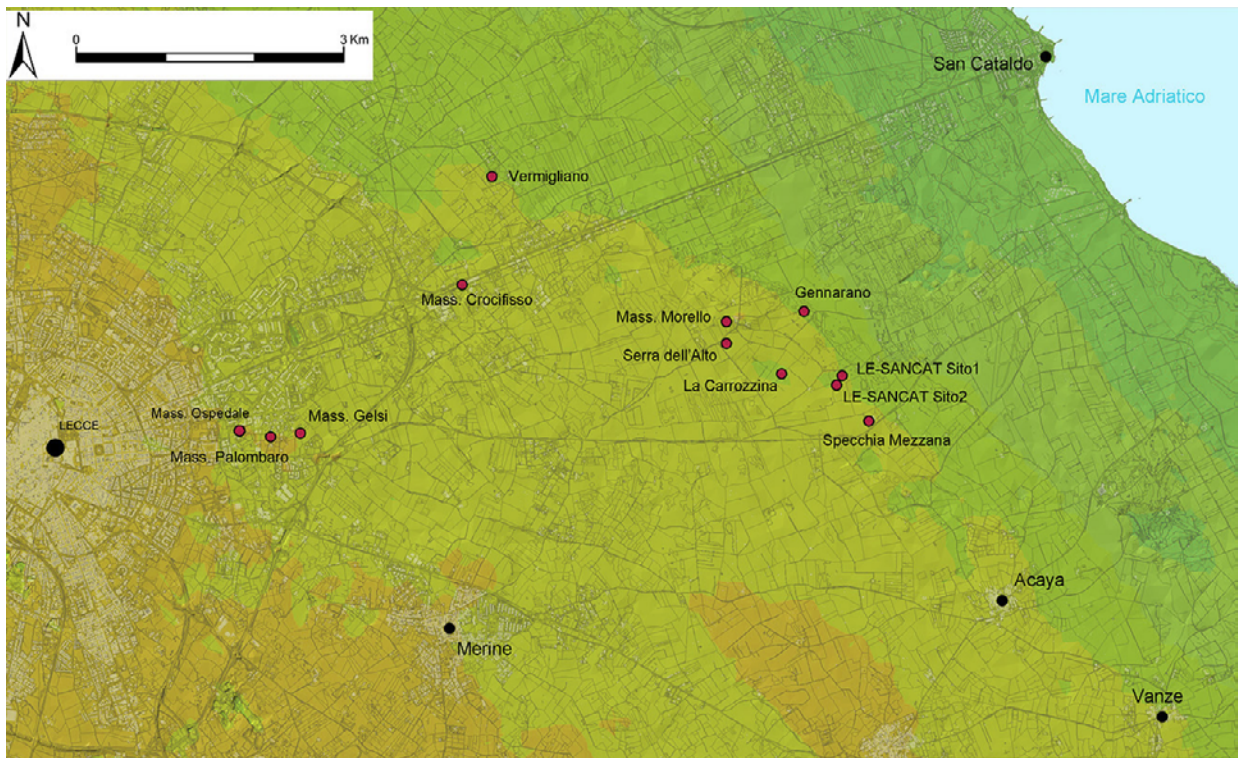 N
0 3 Km
San Cataldo
Mare Adriatico
Vermigliano
Mass. Crocifisso
Gennarano
Mass. Morello
Serra dell'Alto
La Carrozzina
LE-SANCAT Sito1
LE-SANCAT Sito2
Specchia Mezzana
Mass. Ospedale
Mass. Gelsi
LECCE
Mass. Palombaro
Acaya
Merine
Vanze